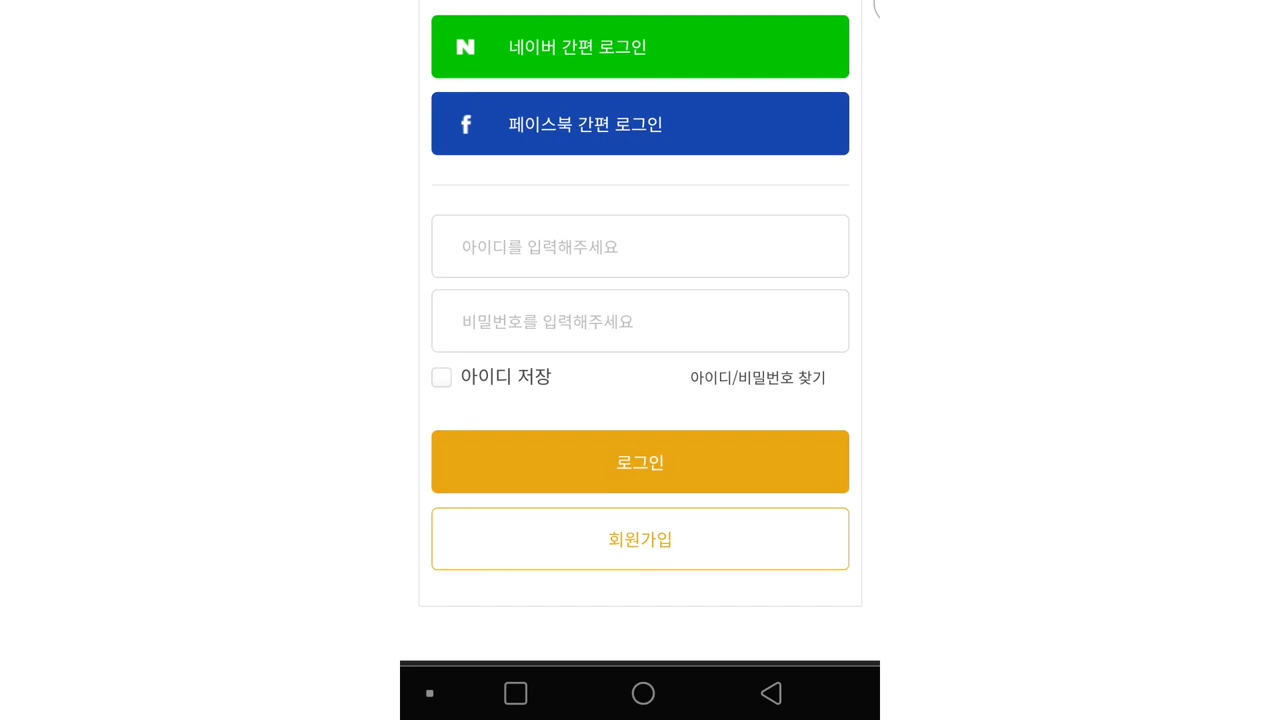 N 네이버 간편 로그인
f 페이스북 간편 로그인
아이디를 입력해주세요
비밀번호를 입력해주세요
아이디 저장 아이디/비밀번호 찾기
로그인
회원가입